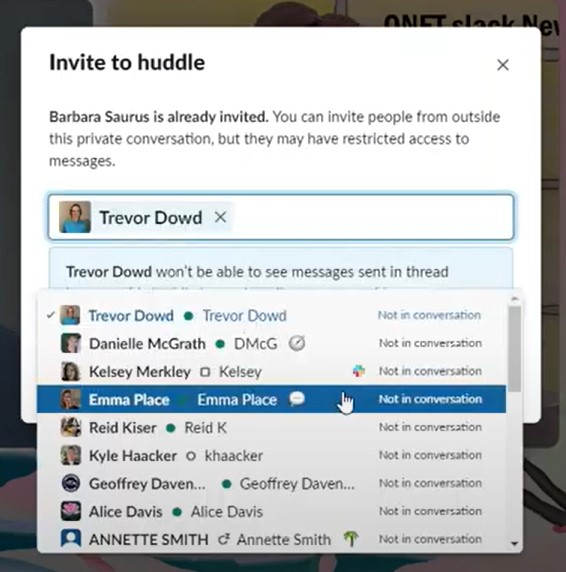 ONFT slack Nev
Invite to huddle
Barbara Saurus is already invited. You can invite people from outside
this private conversation, but they may have restricted access to
messages.
Trevor Dowd
Trevor Dowd won't be able to see messages sent in thread
Trevor Dowd Trevor Dowd Not in conversation
Danielle McGrath DMcG Not in conversation
Kelsey Merkley Kelsey Not in conversation
Emma Place Emma Place Not in conversation
Reid Kiser Reid K Not in conversation
Kyle Haacker khaacker Not in conversation
Geoffrey Daven... Geoffrey Daven... Not in conversation
Alice Davis Alice Davis Not in conversation
ANNETTE SMITH Annette Smith Not in conversation